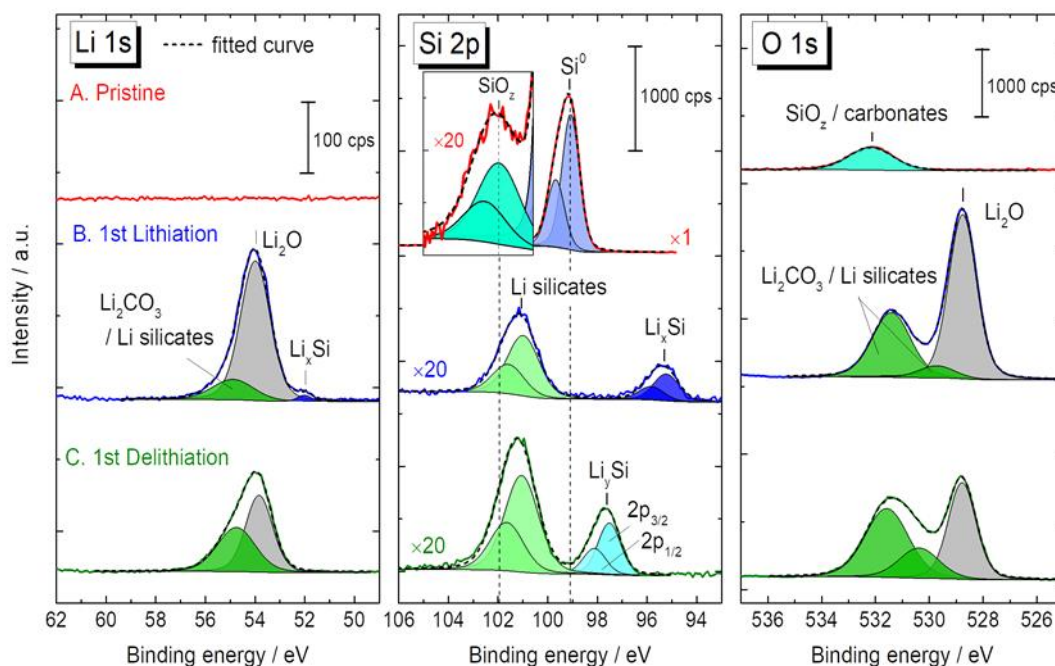 Li 1s
fitted curve
A. Pristine
100 cps
B. 1st Lithiation
Li₂O
Li₂CO₃
/ Li silicates
LiₓSi
C. 1st Delithiation
62 60 58 56 54 52 50
Binding energy / eV
Intensity / a.u.
Si 2p
SiO_z
Si⁰
×20
1000 cps
×1
Li silicates
LiₓSi
×20
Li_ySi
2p₃/₂
2p₁/₂
×20
106 104 102 100 98 96 94
Binding energy / eV
O 1s
1000 cps
SiO_z / carbonates
Li₂O
Li₂CO₃ / Li silicates
536 534 532 530 528 526
Binding energy / eV